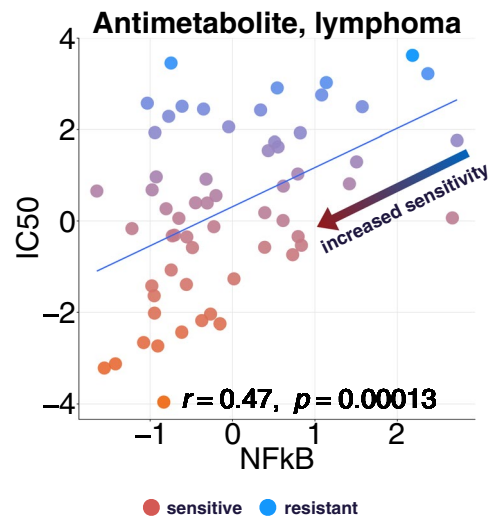 Antimetabolite, lymphoma
4
2
0
−2
−4
IC50
increased sensitivity
r = 0.47, p = 0.00013
−1 0 1 2
NFkB
sensitive resistant